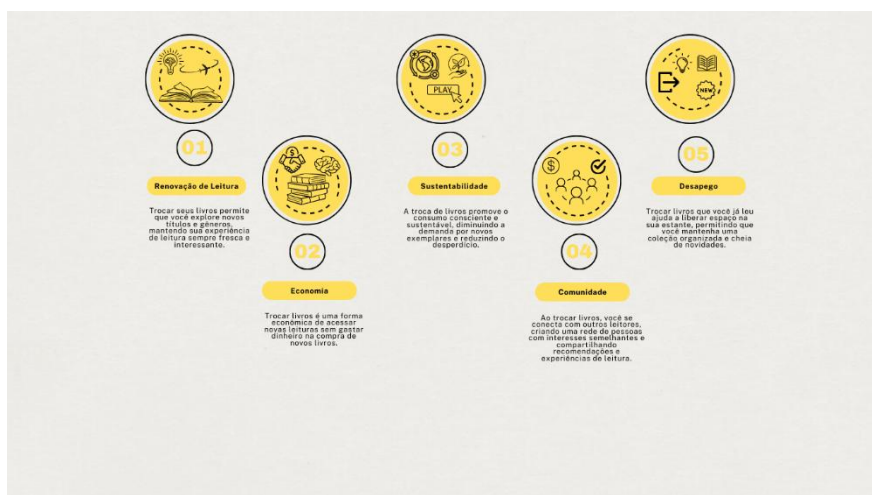 01
Renovação de Leitura
Trocar seus livros permite
que você explore novos
títulos e gêneros,
mantendo sua experiência
de leitura sempre fresca e
interessante.
$
02
Economia
Trocar livros é uma forma
econômica de acessar
novas leituras sem gastar
dinheiro na compra de
novos livros.
PLAY
03
Sustentabilidade
A troca de livros promove o
consumo consciente e
sustentável, diminuindo a
demanda por novos
exemplares e reduzindo o
desperdício.
$
04
Comunidade
Ao trocar livros, você se
conecta com outros leitores,
criando uma rede de pessoas
com interesses semelhantes e
compartilhando
recomendações e
experiências de leitura.
NEW
05
Desapego
Trocar livros que você já leu
ajuda a liberar espaço na
sua estante, permitindo que
você mantenha uma
coleção organizada e cheia
de novidades.